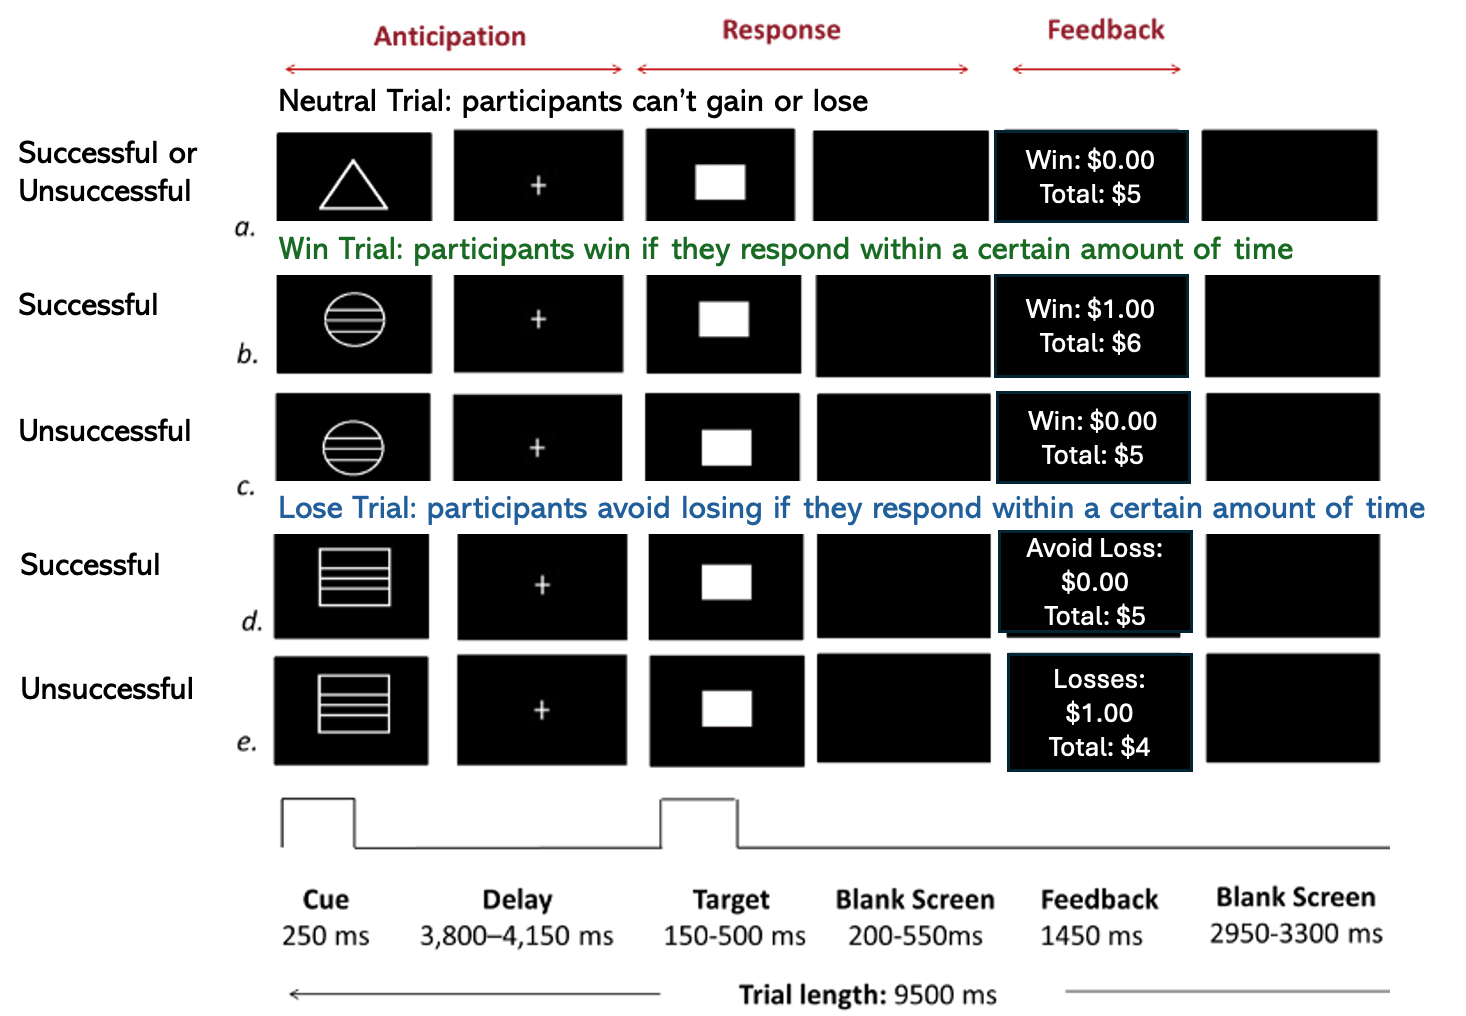 Anticipation
Response
Feedback
Neutral Trial: participants can't gain or lose
Successful or
Unsuccessful
a.
+
Win: $0.00
Total: $5
Win Trial: participants win if they respond within a certain amount of time
Successful
b.
+
Win: $1.00
Total: $6
Unsuccessful
c.
+
Win: $0.00
Total: $5
Lose Trial: participants avoid losing if they respond within a certain amount of time
Successful
d.
+
Avoid Loss:
$0.00
Total: $5
Unsuccessful
e.
+
Losses:
$1.00
Total: $4
Cue
250 ms
Delay
3,800–4,150 ms
Target
150-500 ms
Blank Screen
200-550ms
Feedback
1450 ms
Blank Screen
2950-3300 ms
Trial length: 9500 ms